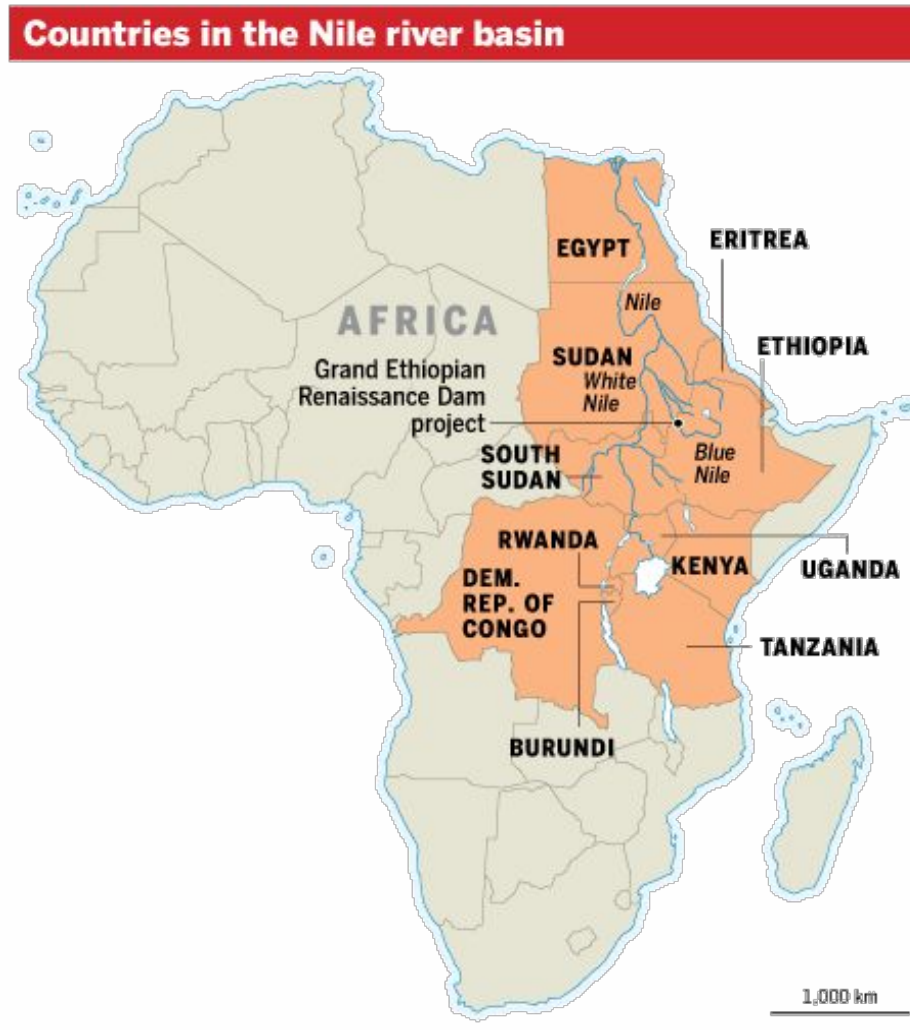 Countries in the Nile river basin
EGYPT
ERITREA
Nile
AFRICA
ETHIOPIA
SUDAN
Grand Ethiopian
Renaissance Dam
project
White
Nile
Blue
Nile
SOUTH
SUDAN
RWANDA
KENYA
UGANDA
DEM.
REP. OF
CONGO
TANZANIA
BURUNDI
1,000 km